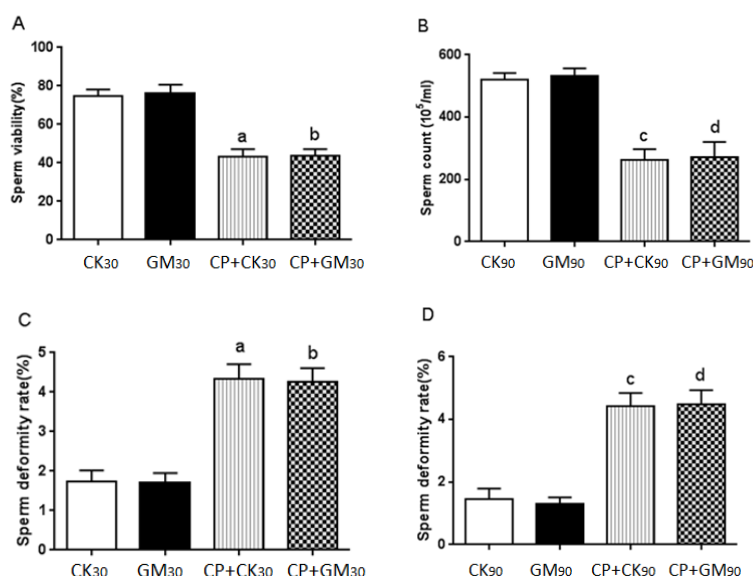 A
Sperm viability(%)
100
80
60
40
20
0
a
b
CK30
GM30
CP+CK30
CP+GM30
B
Sperm count (10^5/ml)
600
400
200
0
c
d
CK90
GM90
CP+CK90
CP+GM90
C
Sperm deformity rate(%)
5
4
3
2
1
0
a
b
CK30
GM30
CP+CK30
CP+GM30
D
Sperm deformity rate(%)
6
4
2
0
c
d
CK90
GM90
CP+CK90
CP+GM90